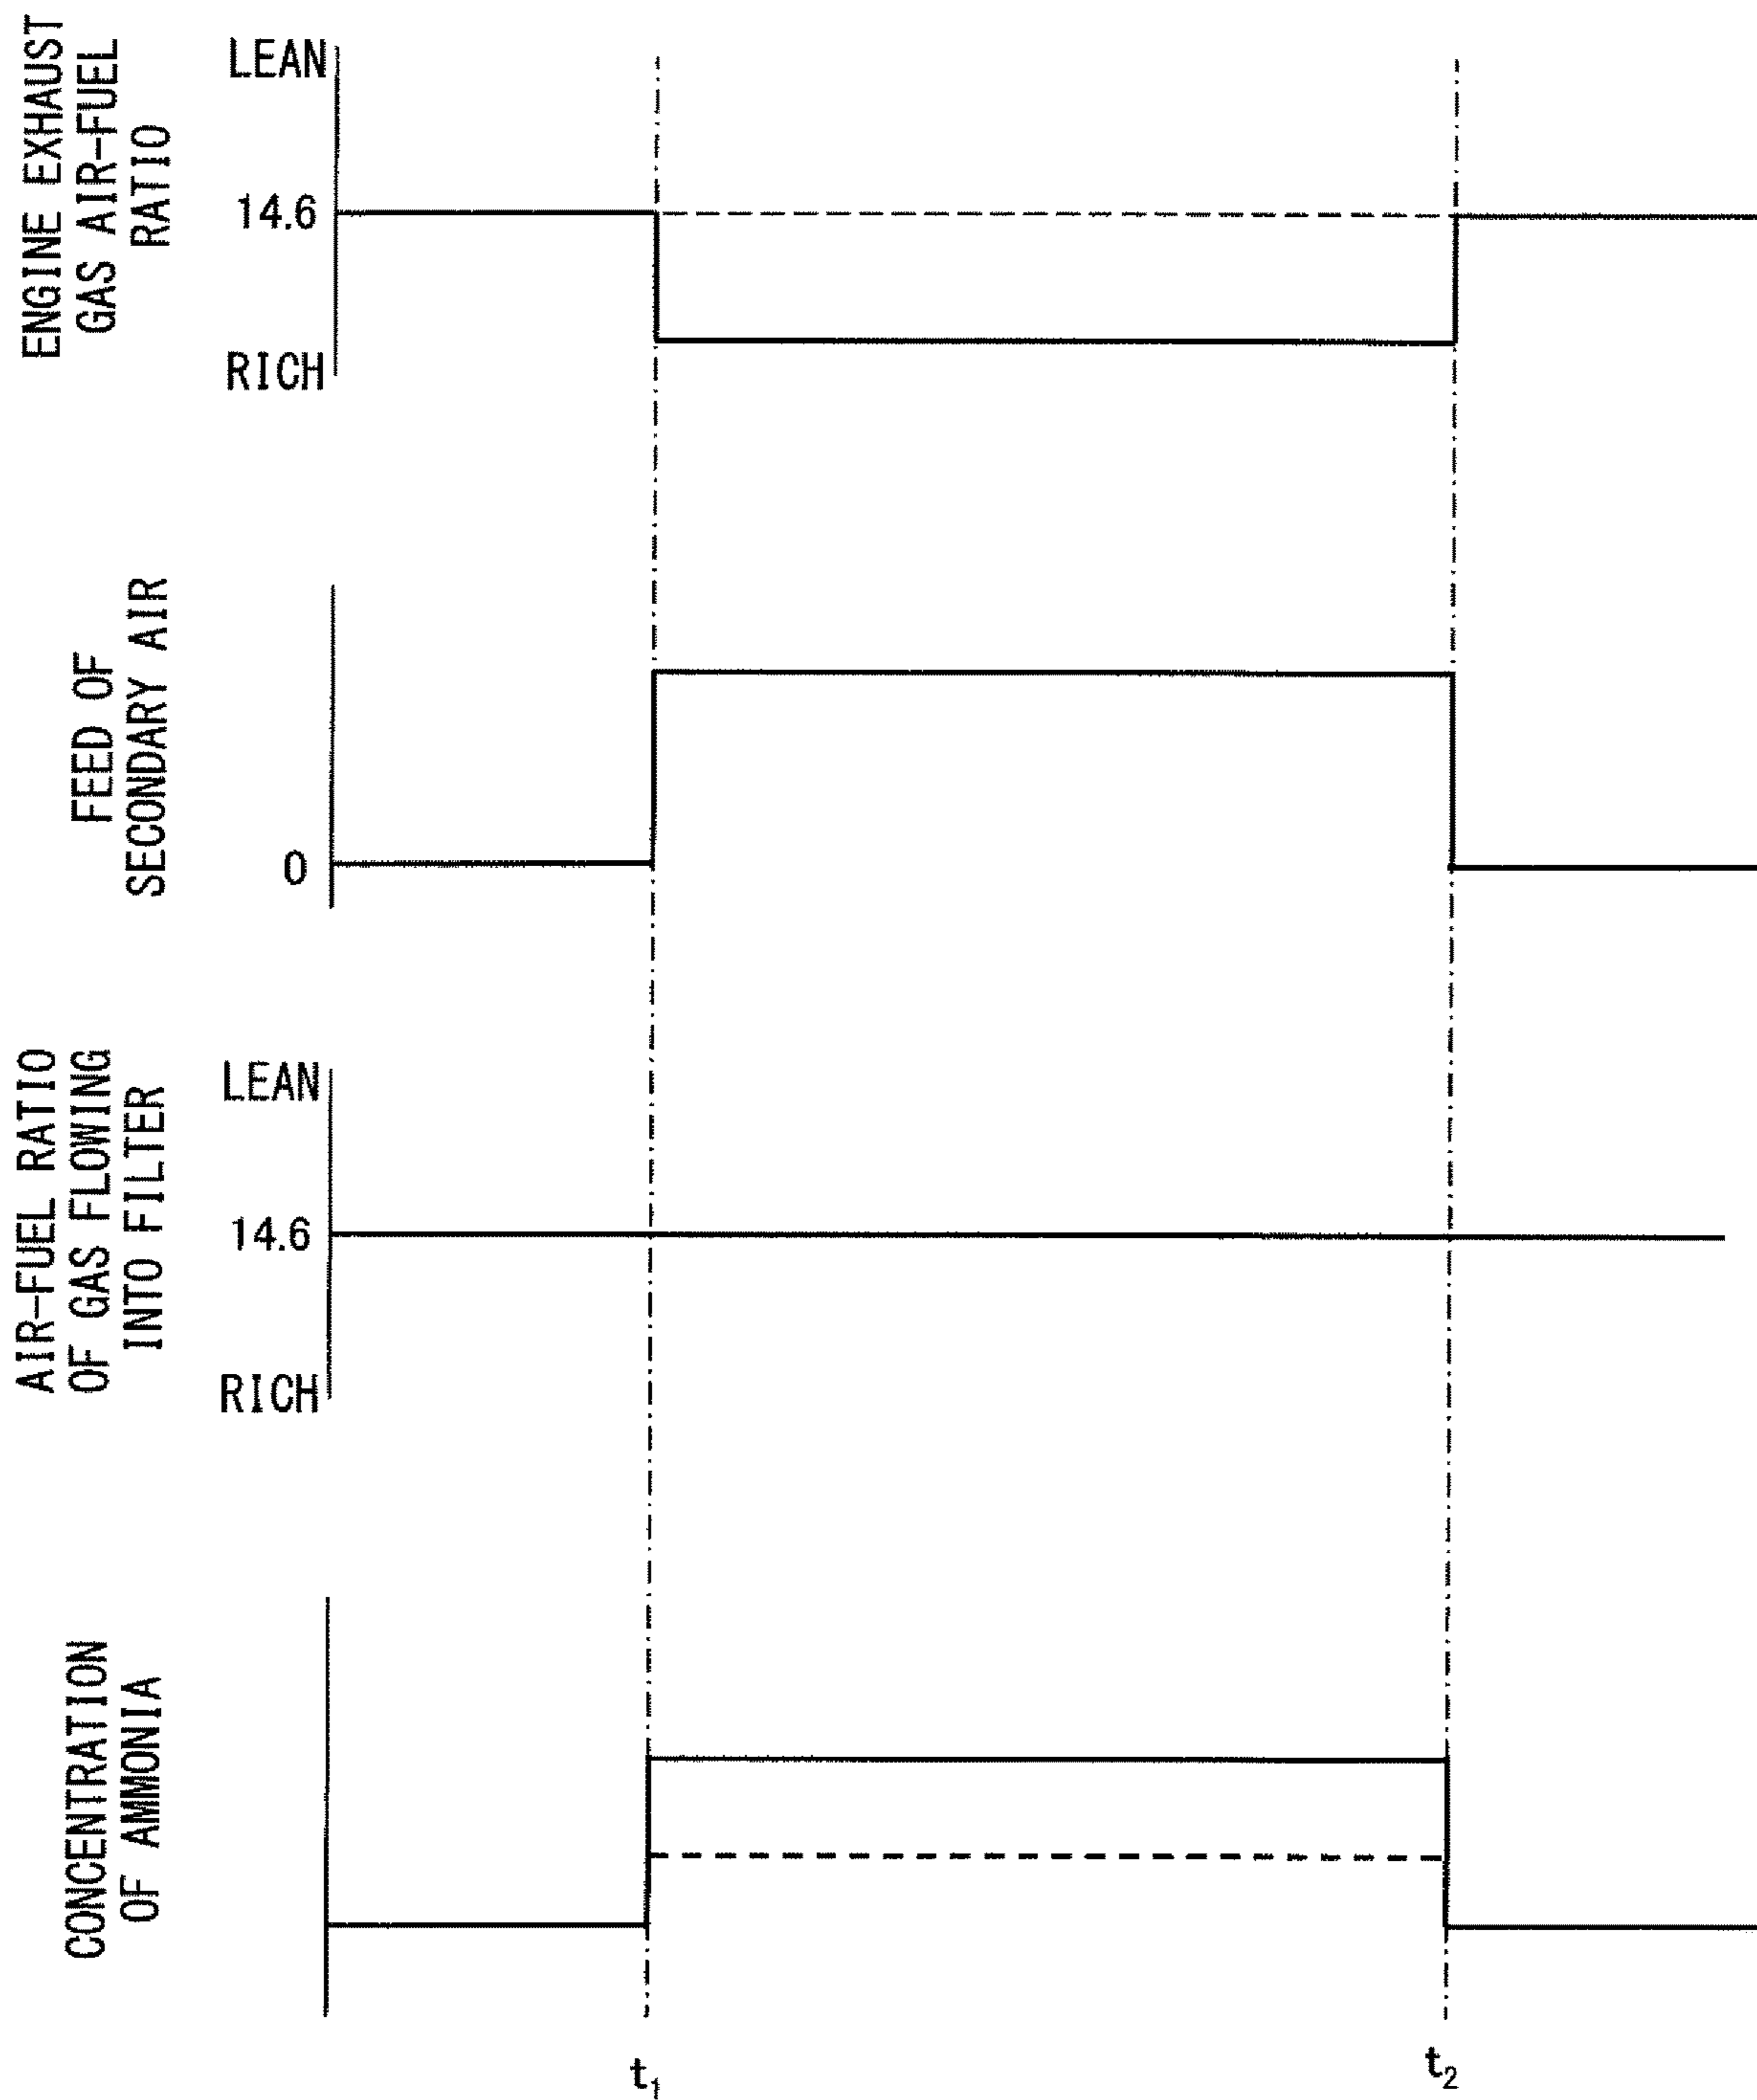 ENGINE EXHAUST
GAS AIR-FUEL
RATIO
LEAN
14.6
RICH
FEED OF
SECONDARY AIR
0
AIR-FUEL RATIO
OF GAS FLOWING
INTO FILTER
LEAN
14.6
RICH
CONCENTRATION
OF AMMONIA
t₁
t₂